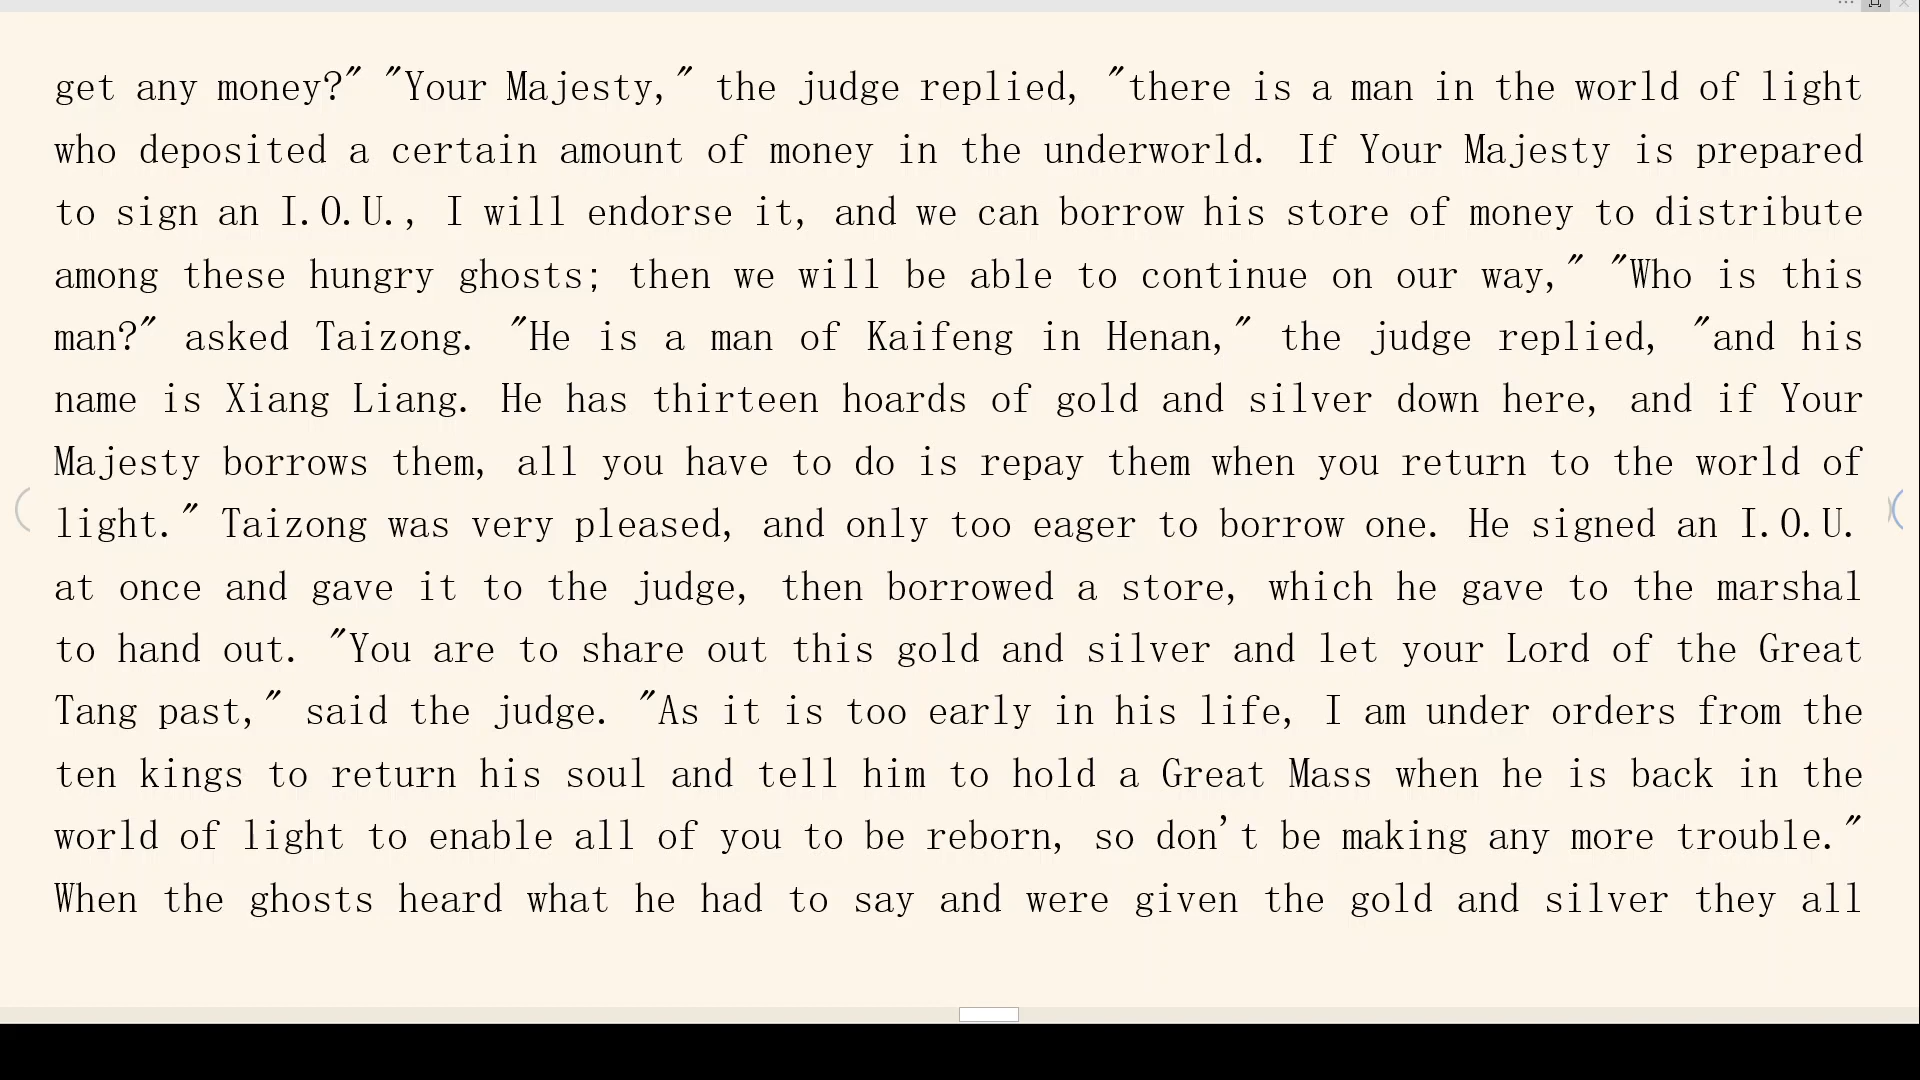 get any money?" "Your Majesty," the judge replied, "there is a man in the world of light
who deposited a certain amount of money in the underworld. If Your Majesty is prepared
to sign an I.O.U., I will endorse it, and we can borrow his store of money to distribute
among these hungry ghosts; then we will be able to continue on our way," "Who is this
man?" asked Taizong. "He is a man of Kaifeng in Henan," the judge replied, "and his
name is Xiang Liang. He has thirteen hoards of gold and silver down here, and if Your
Majesty borrows them, all you have to do is repay them when you return to the world of
light." Taizong was very pleased, and only too eager to borrow one. He signed an I.O.U.
at once and gave it to the judge, then borrowed a store, which he gave to the marshal
to hand out. "You are to share out this gold and silver and let your Lord of the Great
Tang past," said the judge. "As it is too early in his life, I am under orders from the
ten kings to return his soul and tell him to hold a Great Mass when he is back in the
world of light to enable all of you to be reborn, so don't be making any more trouble."
When the ghosts heard what he had to say and were given the gold and silver they all